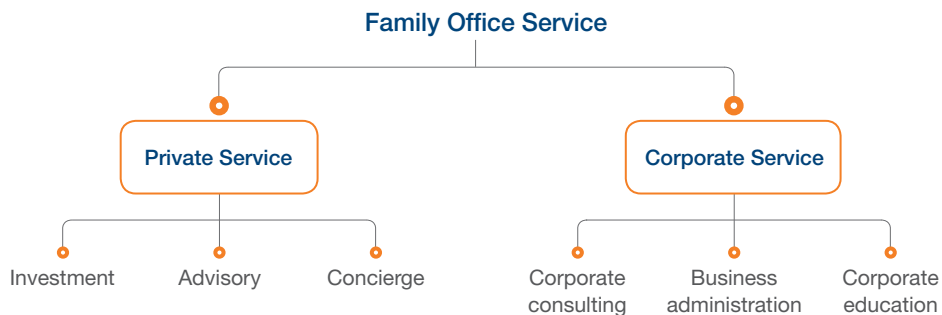 Family Office Service
Private Service
Corporate Service
Investment
Advisory
Concierge
Corporate
consulting
Business
administration
Corporate
education